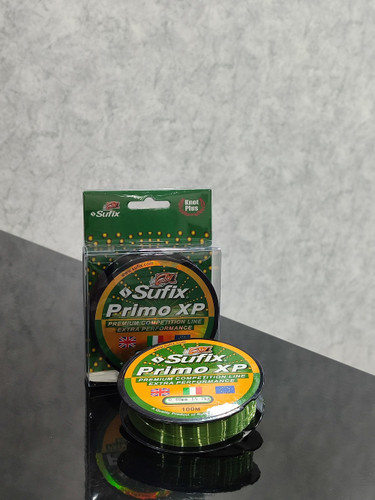 Sufix
Knot
Plus
Sufix
Primo XP
PREMIUM COMPETITION LINE
EXTRA PERFORMANCE
Sufix
Primo XP
PREMIUM COMPETITION LINE
EXTRA PERFORMANCE
100M